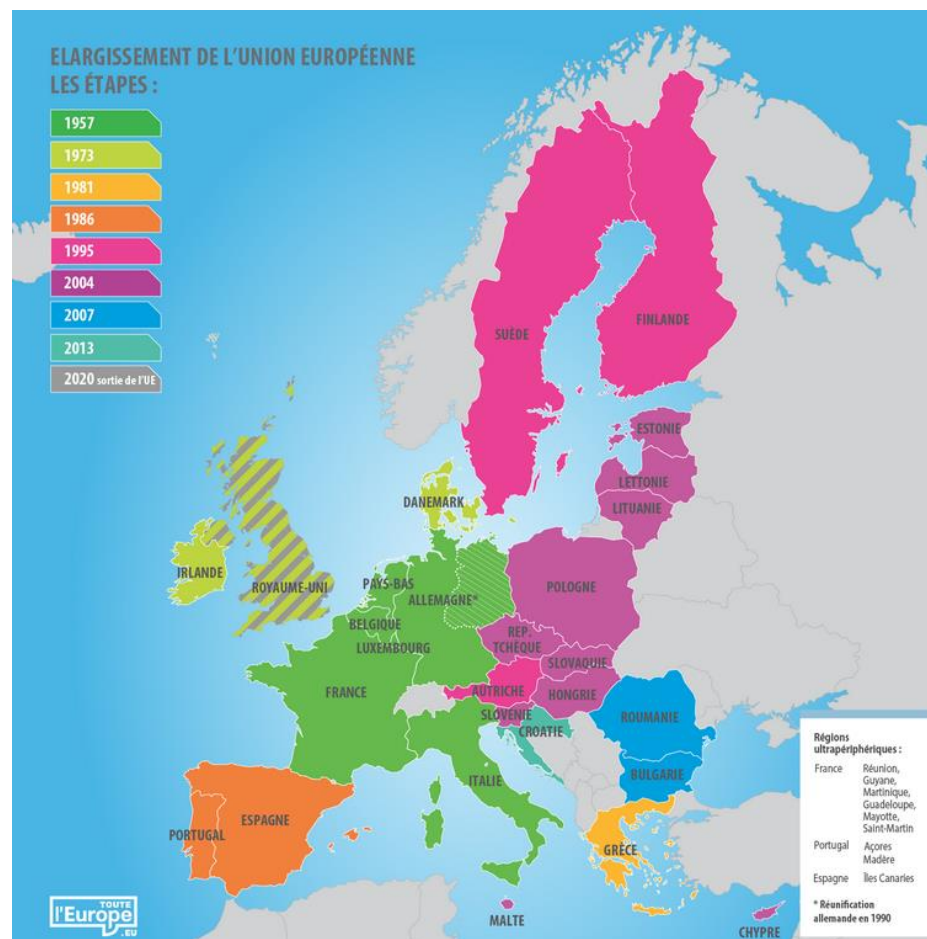 ELARGISSEMENT DE L'UNION EUROPÉENNE
LES ÉTAPES :
1957
1973
1981
1986
1995
2004
2007
2013
2020 sortie de l'UE
SUÈDE
FINLANDE
ESTONIE
LETTONIE
LITUANIE
DANEMARK
IRLANDE
ROYAUME-UNI
PAYS-BAS
ALLEMAGNE*
POLOGNE
BELGIQUE
LUXEMBOURG
REP.
TCHÈQUE
SLOVAQUIE
FRANCE
AUTRICHE
HONGRIE
SLOVÉNIE
CROATIE
ROUMANIE
ITALIE
BULGARIE
PORTUGAL
ESPAGNE
GRÈCE
MALTE
CHYPRE
Régions
ultrapériphériques :
France Réunion,
Guyane,
Martinique,
Guadeloupe,
Mayotte,
Saint-Martin
Portugal Açores
Madère
Espagne Îles Canaries
* Réunification
allemande en 1990
TOUTE
l'Europe
.EU